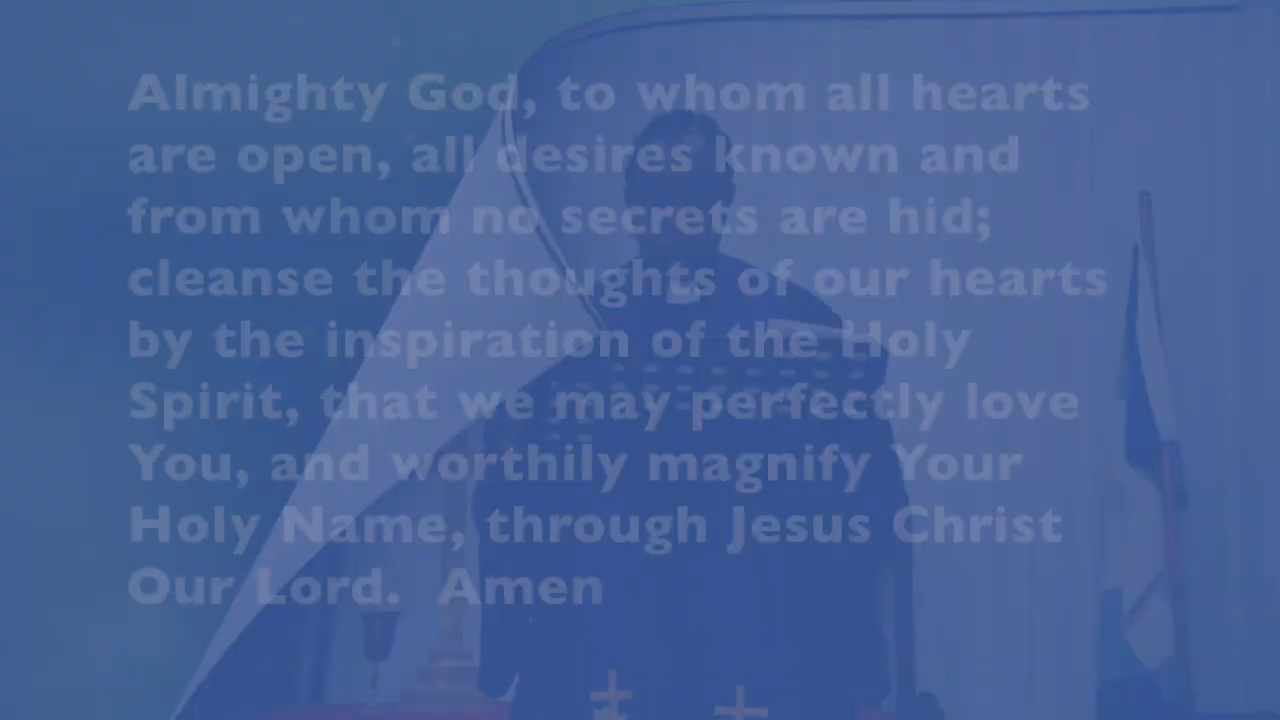 Almighty God, to whom all hearts
are open, all desires known and
from whom no secrets are hid;
cleanse the thoughts of our hearts
by the inspiration of the Holy
Spirit, that we may perfectly love
You, and worthily magnify Your
Holy Name, through Jesus Christ
Our Lord.  Amen